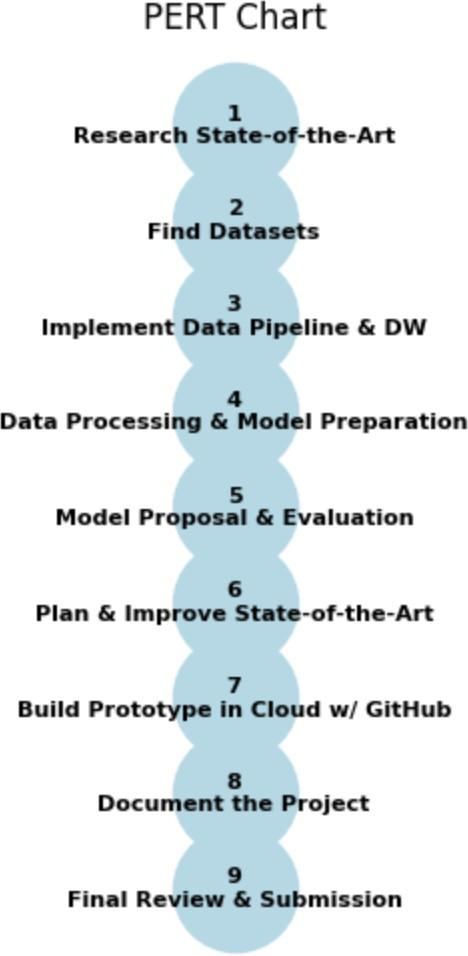 PERT Chart
1
Research State-of-the-Art
2
Find Datasets
3
Implement Data Pipeline & DW
4
Data Processing & Model Preparation
5
Model Proposal & Evaluation
6
Plan & Improve State-of-the-Art
7
Build Prototype in Cloud w/ GitHub
8
Document the Project
9
Final Review & Submission